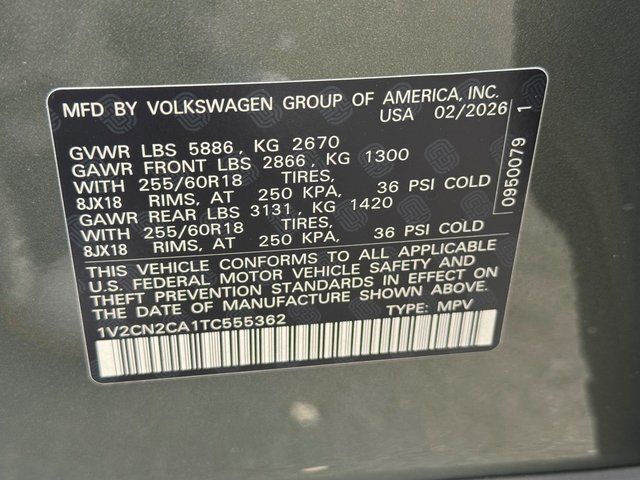 MFD BY VOLKSWAGEN GROUP OF AMERICA, INC.
USA 02/2026
GVWR LBS 5886, KG 2670
GAWR FRONT LBS 2866, KG 1300
WITH 255/60R18 TIRES,
8JX18 RIMS, AT 250 KPA, 36 PSI COLD
GAWR REAR LBS 3131, KG 1420
WITH 255/60R18 TIRES,
8JX18 RIMS, AT 250 KPA, 36 PSI COLD
THIS VEHICLE CONFORMS TO ALL APPLICABLE
U.S. FEDERAL MOTOR VEHICLE SAFETY AND
THEFT PREVENTION STANDARDS IN EFFECT ON
THE DATE OF MANUFACTURE SHOWN ABOVE.
1V2CN2CA1TC555362 TYPE: MPV
0950079 1